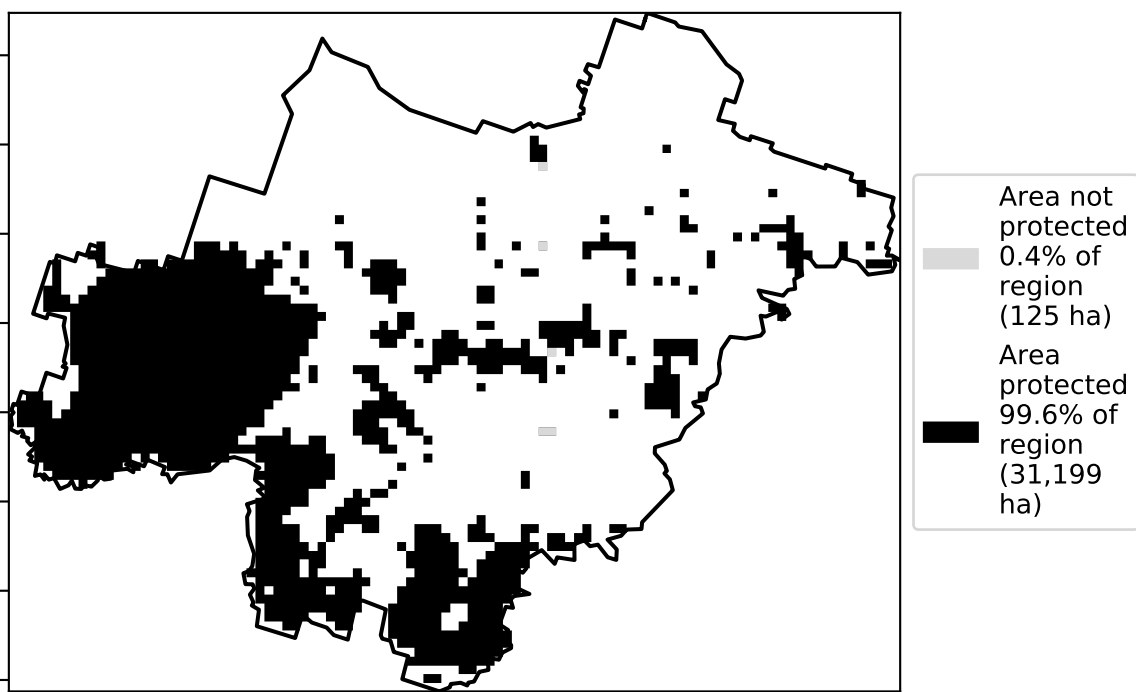 Area not
protected
0.4% of
region
(125 ha)
Area
protected
99.6% of
region
(31,199
ha)